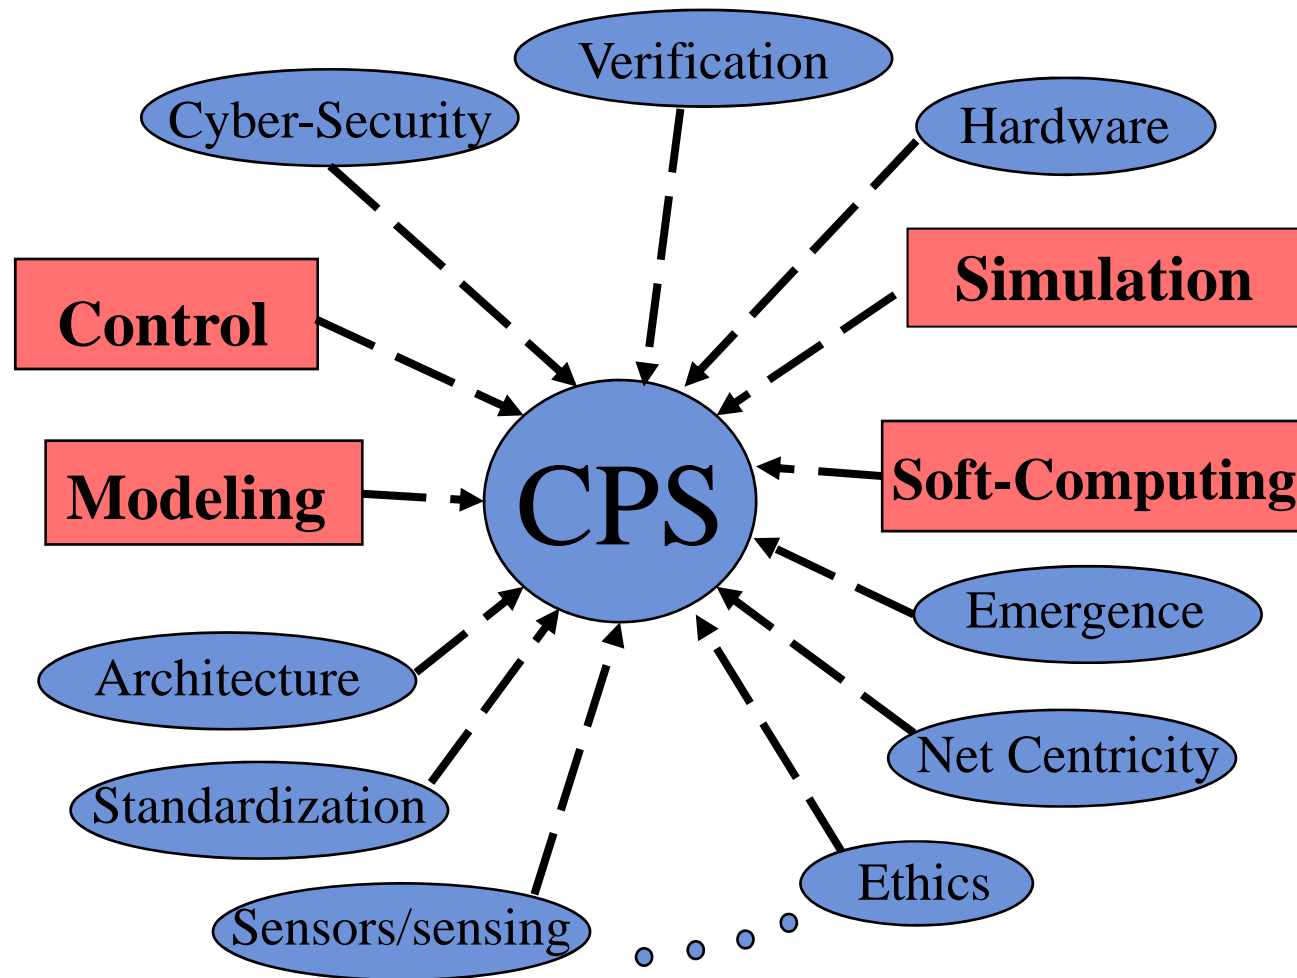 Verification
Cyber-Security
Hardware
Simulation
Control
Soft-Computing
Modeling
CPS
Emergence
Architecture
Net Centricity
Standardization
Ethics
Sensors/sensing